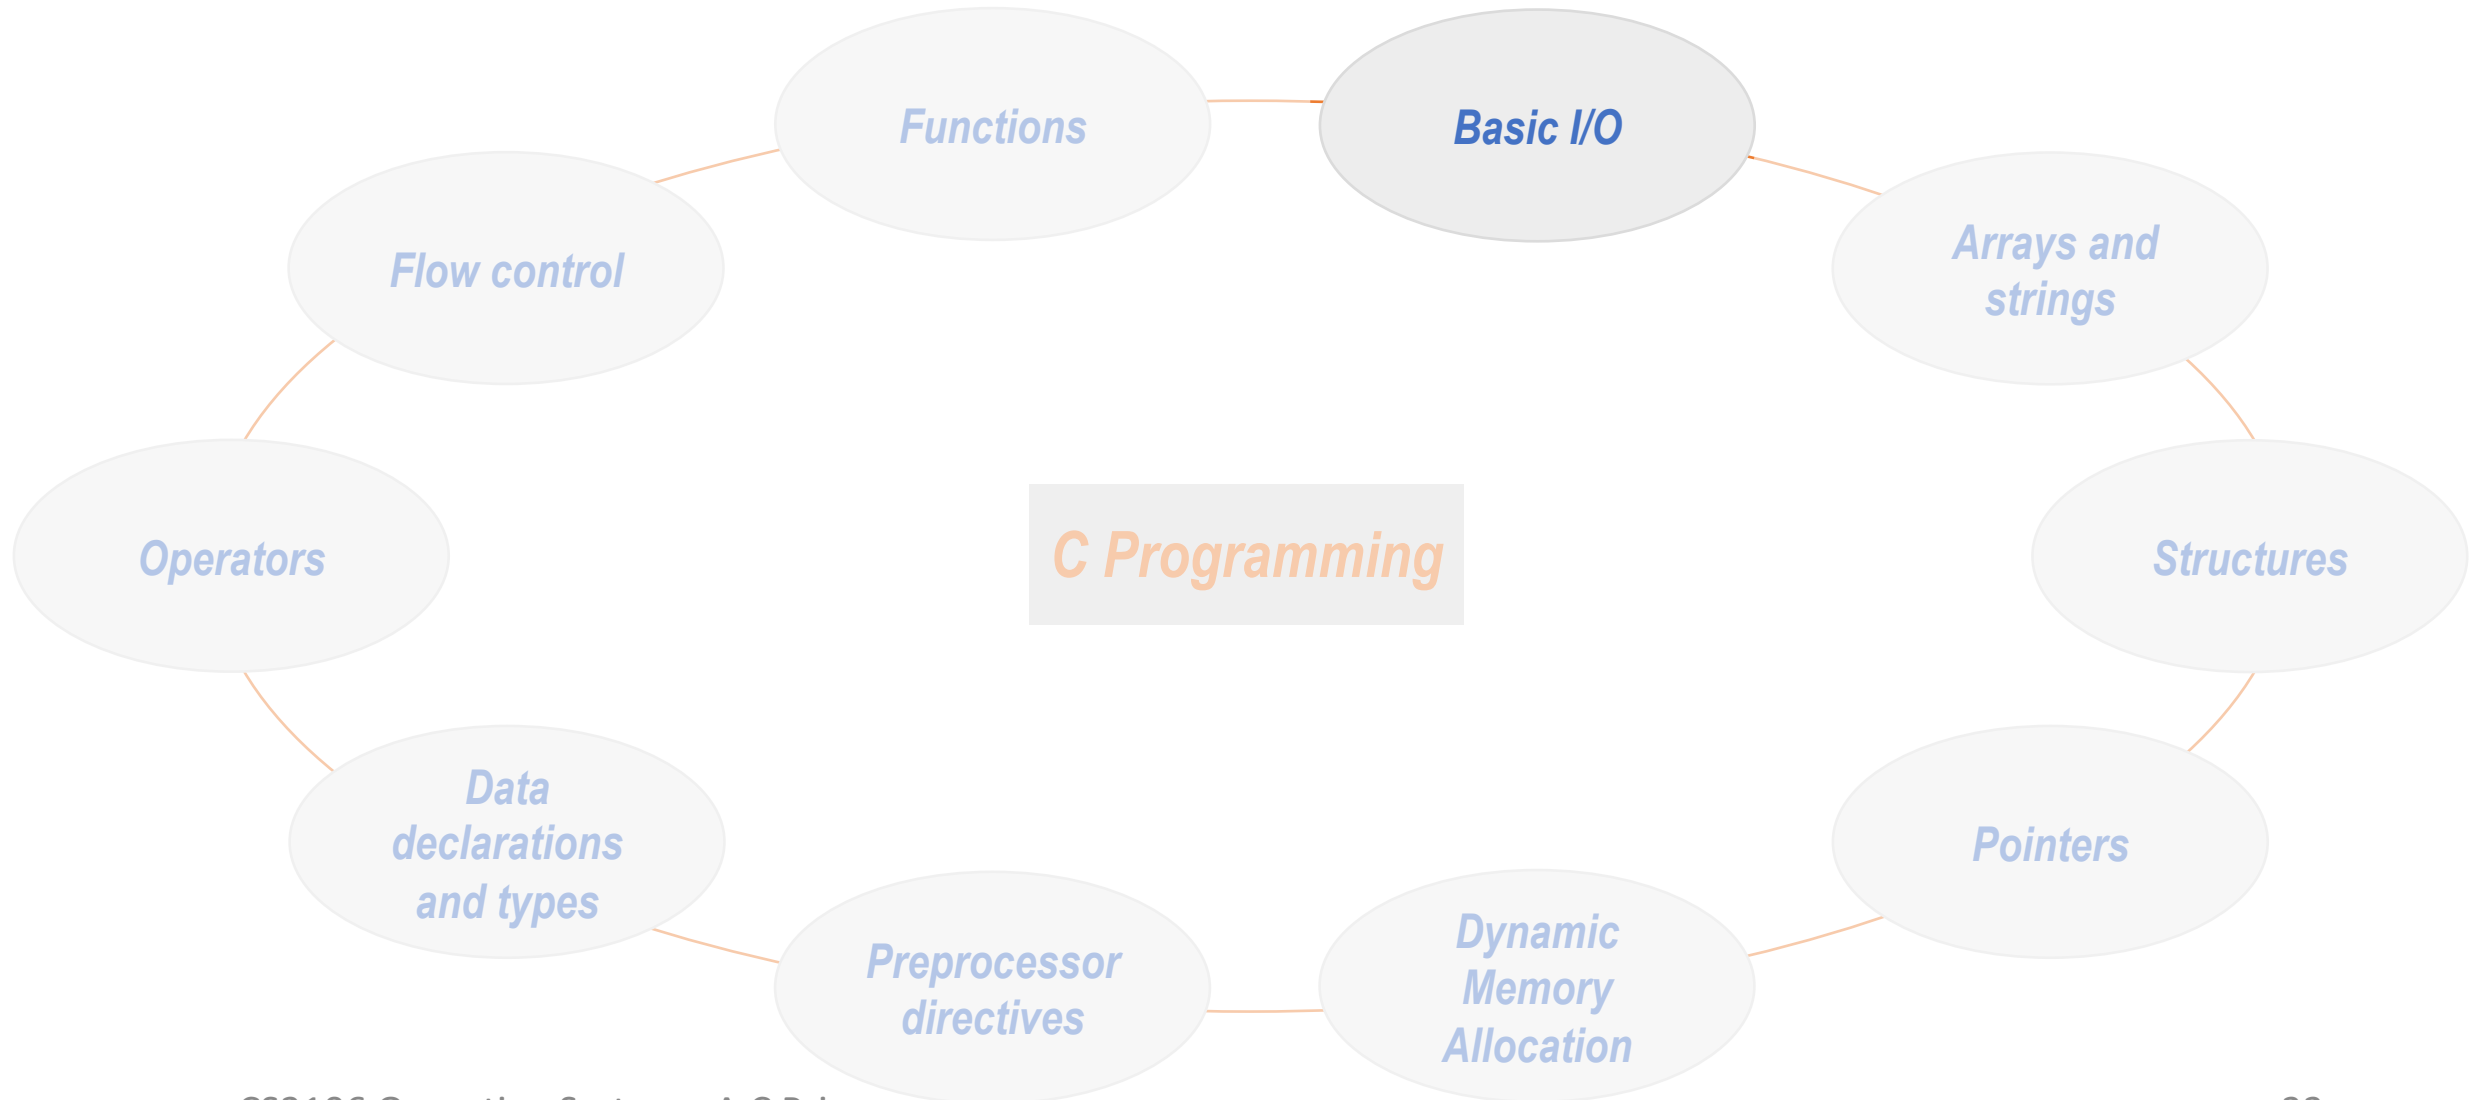 Functions
Basic I/O
Flow control
Arrays and
strings
Operators
C Programming
Structures
Data
declarations
and types
Pointers
Preprocessor
directives
Dynamic
Memory
Allocation